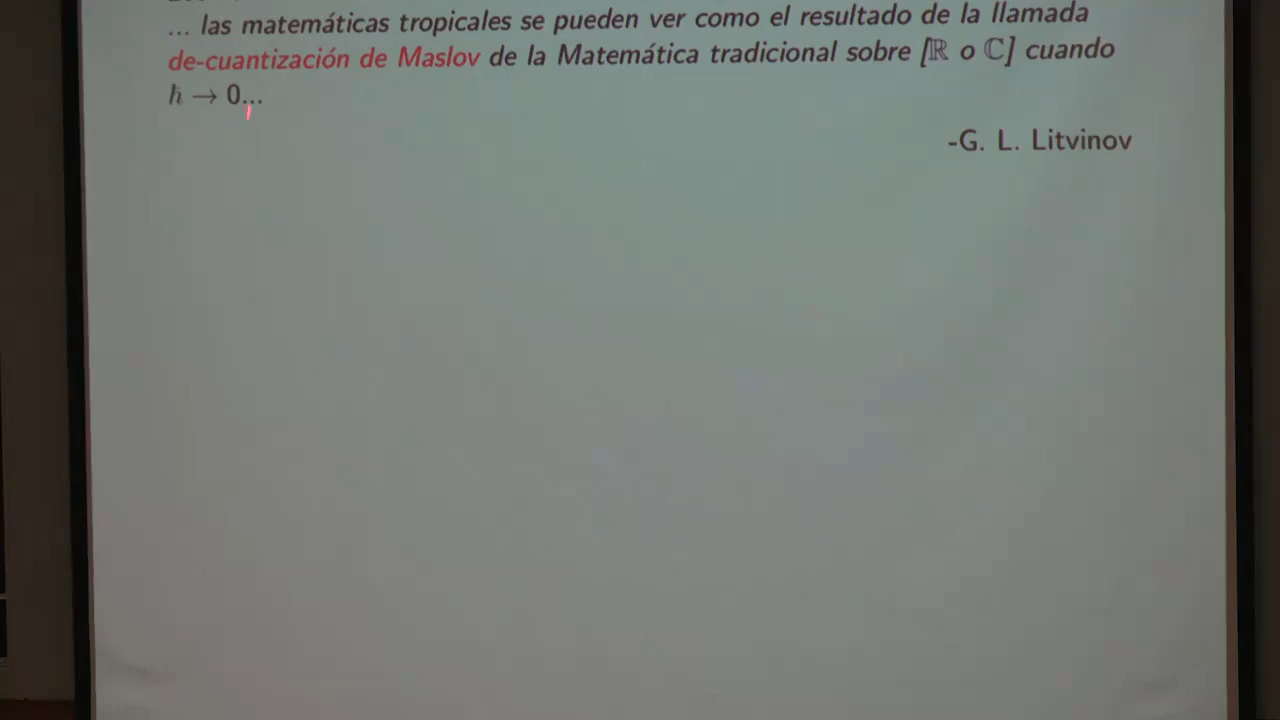 ... las matemáticas tropicales se pueden ver como el resultado de la llamada
de-cuantización de Maslov de la Matemática tradicional sobre [ℝ o ℂ] cuando
ħ → 0...
-G. L. Litvinov